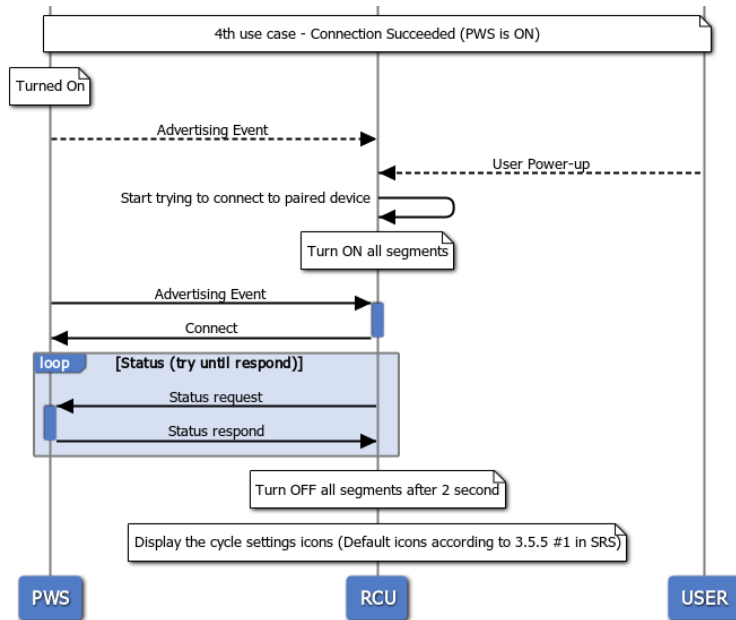 4th use case - Connection Succeeded (PWS is ON)
Turned On
Advertising Event
User Power-up
Start trying to connect to paired device
Turn ON all segments
Advertising Event
Connect
loop [Status (try until respond)]
Status request
Status respond
Turn OFF all segments after 2 second
Display the cycle settings icons (Default icons according to 3.5.5 #1 in SRS)
PWS RCU USER